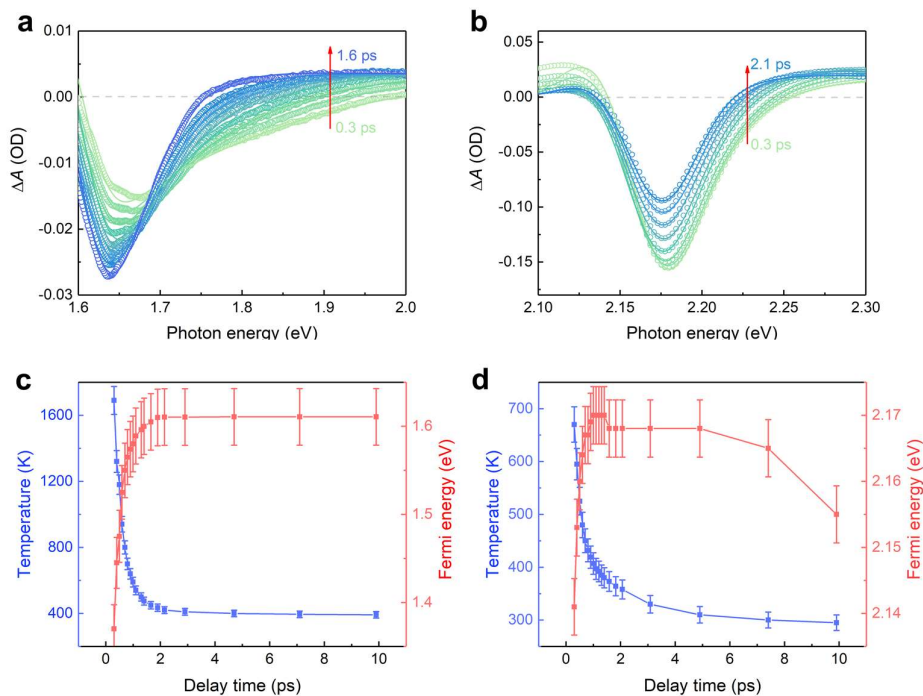 a
0.01
0.00
-0.01
-0.02
-0.03
ΔA (OD)
1.6 ps
0.3 ps
1.6 1.7 1.8 1.9 2.0
Photon energy (eV)
b
0.05
0.00
-0.05
-0.10
-0.15
ΔA (OD)
2.1 ps
0.3 ps
2.10 2.15 2.20 2.25 2.30
Photon energy (eV)
c
1600
1200
800
400
Temperature (K)
1.6
1.5
1.4
Fermi energy (eV)
0 2 4 6 8 10
Delay time (ps)
d
700
650
600
550
500
450
400
350
300
Temperature (K)
2.17
2.16
2.15
2.14
Fermi energy (eV)
0 2 4 6 8 10
Delay time (ps)